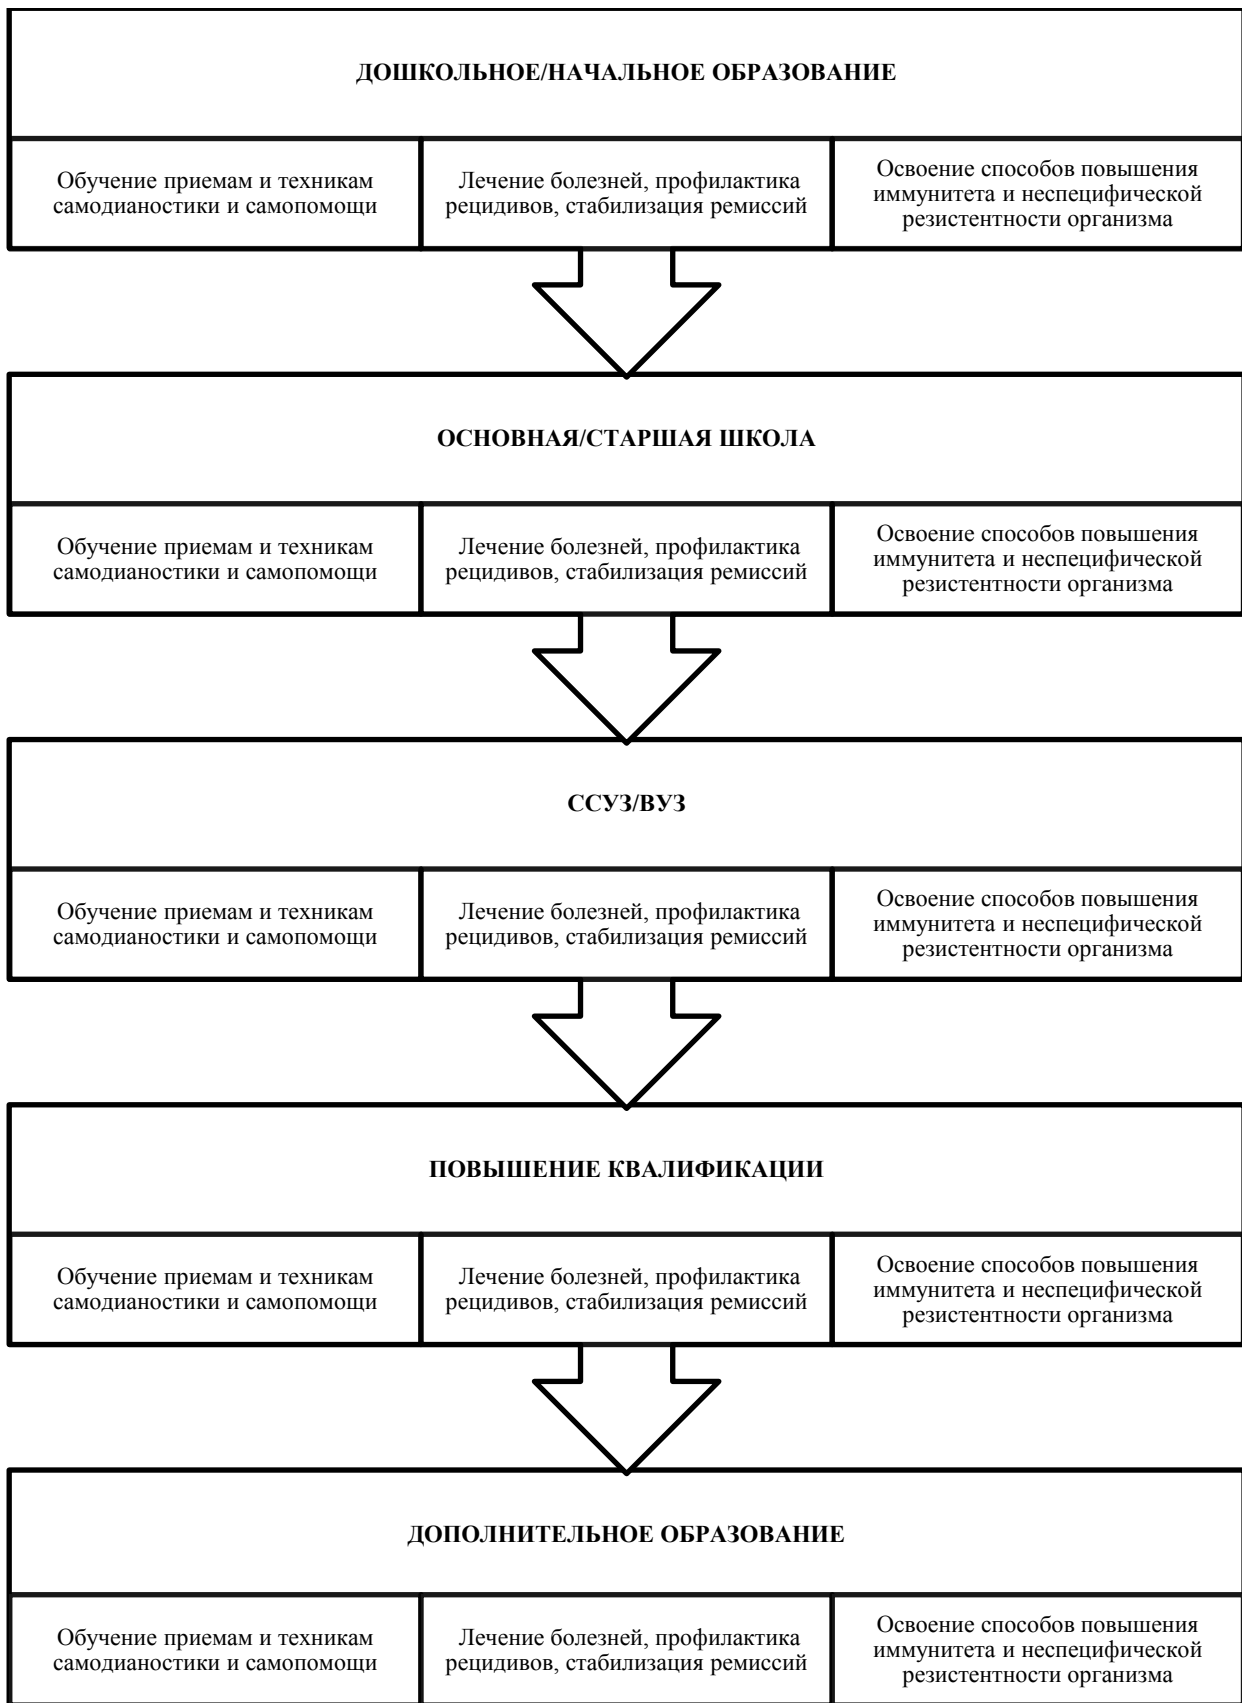 ДОШКОЛЬНОЕ/НАЧАЛЬНОЕ ОБРАЗОВАНИЕ
Обучение приемам и техникам
самодианостики и самопомощи
Лечение болезней, профилактика
рецидивов, стабилизация ремиссий
Освоение способов повышения
иммунитета и неспецифической
резистентности организма
ОСНОВНАЯ/СТАРШАЯ ШКОЛА
Обучение приемам и техникам
самодианостики и самопомощи
Лечение болезней, профилактика
рецидивов, стабилизация ремиссий
Освоение способов повышения
иммунитета и неспецифической
резистентности организма
ССУЗ/ВУЗ
Обучение приемам и техникам
самодианостики и самопомощи
Лечение болезней, профилактика
рецидивов, стабилизация ремиссий
Освоение способов повышения
иммунитета и неспецифической
резистентности организма
ПОВЫШЕНИЕ КВАЛИФИКАЦИИ
Обучение приемам и техникам
самодианостики и самопомощи
Лечение болезней, профилактика
рецидивов, стабилизация ремиссий
Освоение способов повышения
иммунитета и неспецифической
резистентности организма
ДОПОЛНИТЕЛЬНОЕ ОБРАЗОВАНИЕ
Обучение приемам и техникам
самодианостики и самопомощи
Лечение болезней, профилактика
рецидивов, стабилизация ремиссий
Освоение способов повышения
иммунитета и неспецифической
резистентности организма